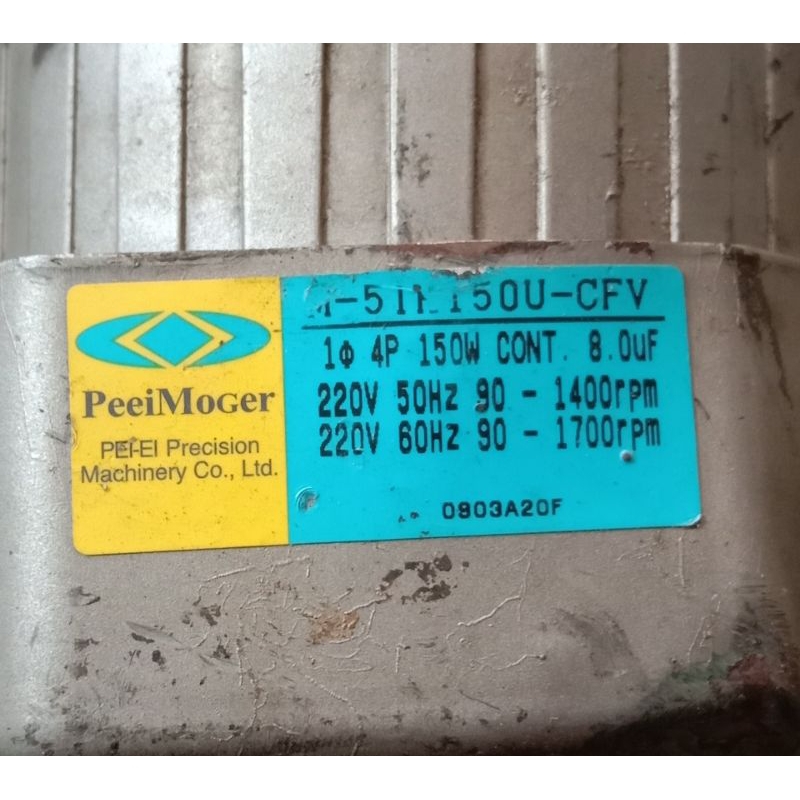 PeeiMoger
PEI-EI Precision
Machinery Co., Ltd.
1Φ 4P 150W CONT. 8.0uF
220V 50Hz 90 - 1400rpm
220V 60Hz 90 - 1700rpm
0903A20F